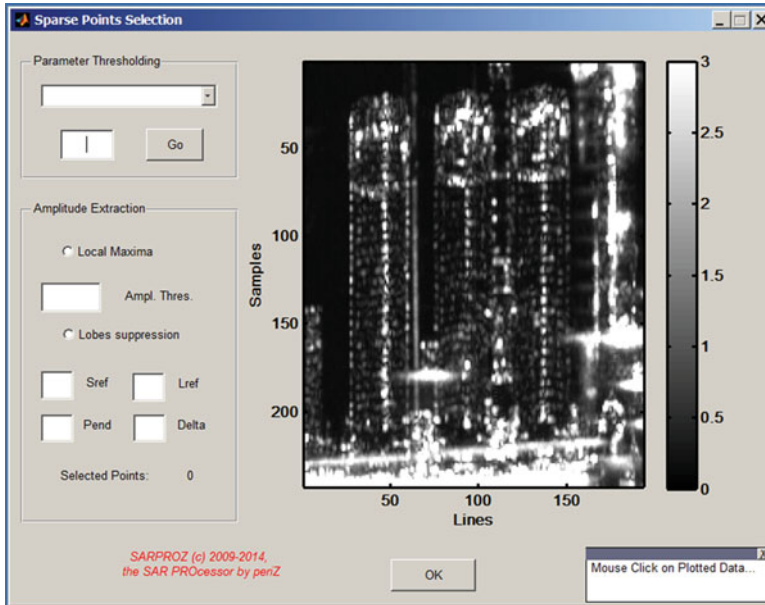 Sparse Points Selection
Parameter Thresholding
Go
Amplitude Extraction
Local Maxima
Ampl. Thres.
Lobes suppression
Sref
Lref
Pend
Delta
Selected Points: 0
SARPROZ (c) 2009-2014,
the SAR PROcessor by periZ
Samples
50
100
150
200
50 100 150
Lines
3
2.5
2
1.5
1
0.5
0
OK
Mouse Click on Plotted Data...